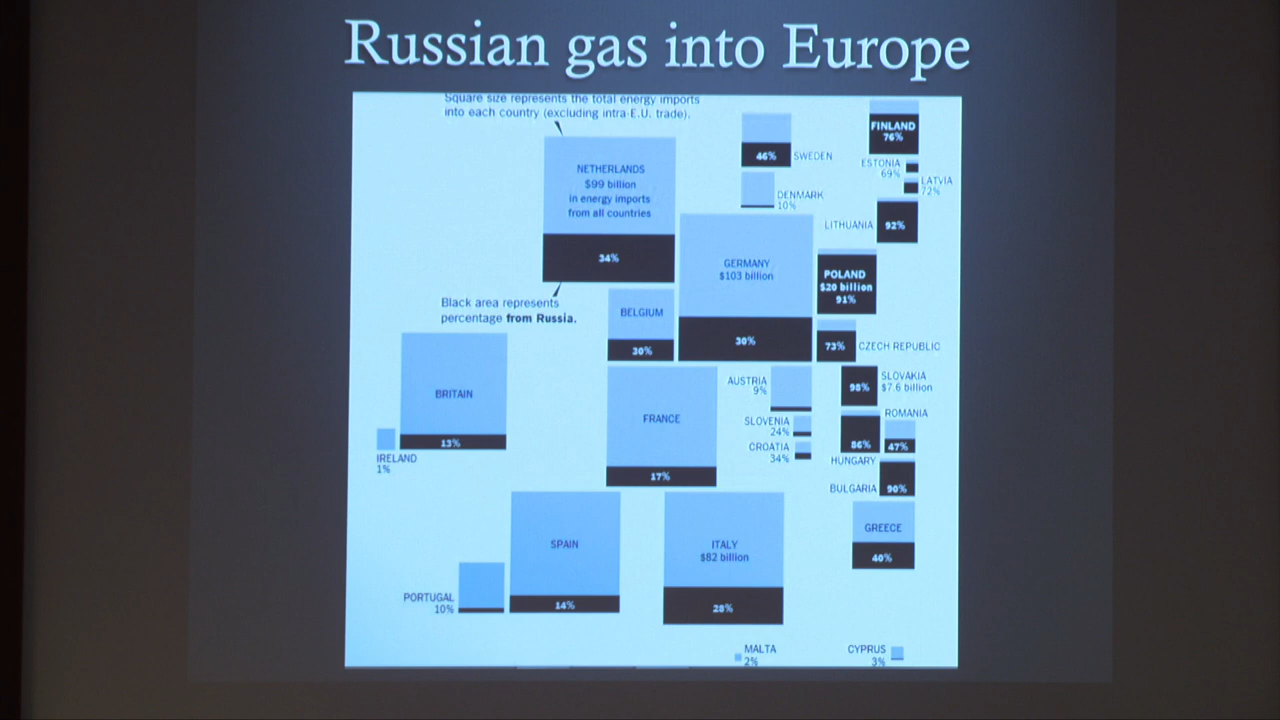 Russian gas into Europe
Square size represents the total energy imports
into each country (excluding intra-E.U. trade).
NETHERLANDS
$99 billion
in energy imports
from all countries
34%
Black area represents
percentage from Russia.
46%
SWEDEN
DENMARK
10%
FINLAND
76%
ESTONIA
69%
LATVIA
72%
LITHUANIA
92%
GERMANY
$103 billion
30%
POLAND
$20 billion
91%
BELGIUM
30%
73%
CZECH REPUBLIC
BRITAIN
13%
IRELAND
1%
FRANCE
17%
AUSTRIA
9%
SLOVENIA
24%
CROATIA
34%
98%
SLOVAKIA
$7.6 billion
ROMANIA
47%
86%
HUNGARY
BULGARIA
90%
GREECE
40%
SPAIN
14%
PORTUGAL
10%
ITALY
$82 billion
28%
MALTA
2%
CYPRUS
3%